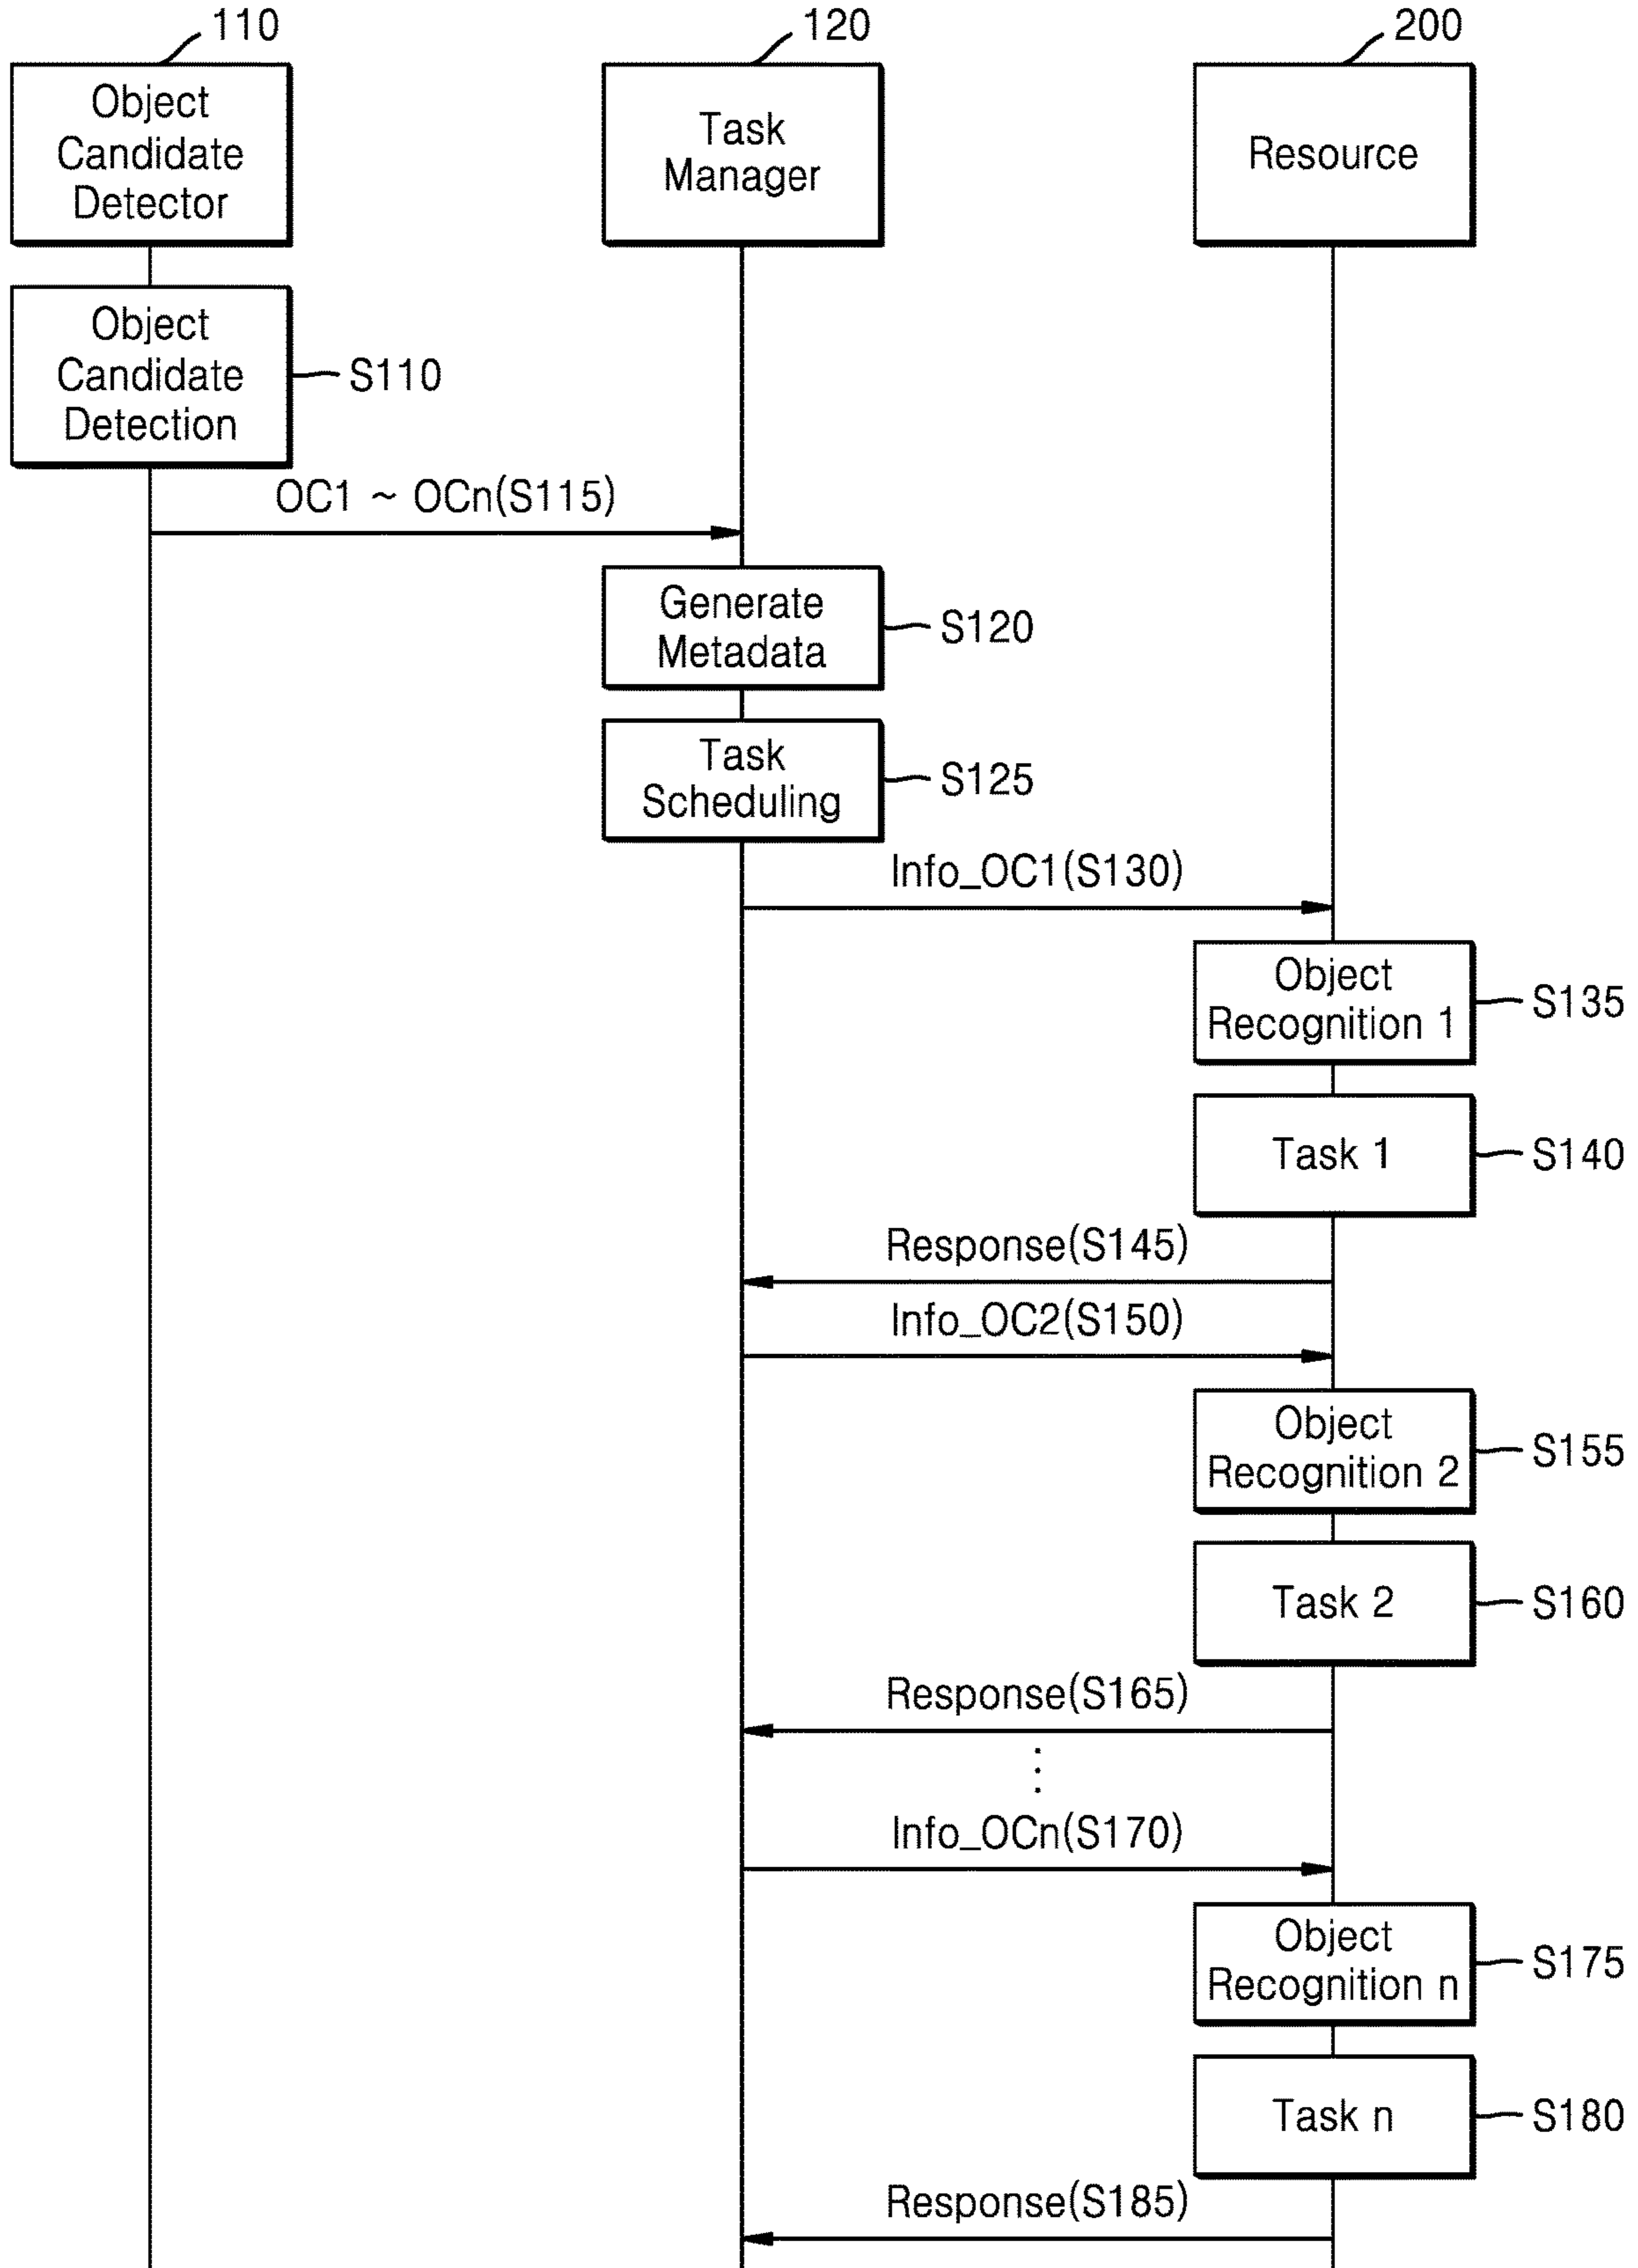 110
120
200
Object
Candidate
Detector
Task
Manager
Resource
Object
Candidate
Detection
S110
OC1 ~ OCn(S115)
Generate
Metadata
S120
Task
Scheduling
S125
Info_OC1(S130)
Object
Recognition 1
S135
Task 1
S140
Response(S145)
Info_OC2(S150)
Object
Recognition 2
S155
Task 2
S160
Response(S165)
⋮
Info_OCn(S170)
Object
Recognition n
S175
Task n
S180
Response(S185)